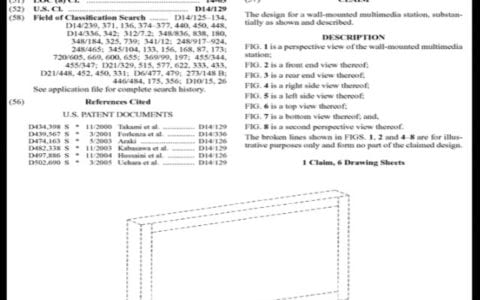 (51) LOC (8) Cl. .......... 14-03
(52) U.S. Cl. .......... D14/129
(58) Field of Classification Search .......... D14/125-134,
D14/239, 371, 136, 374-377, 440, 450, 448,
D14/336, 342; 312/7.2; 348/836, 838, 180,
348/184, 325, 739; 341/12; 248/917-924,
248/465; 345/104, 133, 156, 168, 87, 173;
720/605, 669, 600, 655; 369/99, 197; 455/344,
455/347; D21/329, 515, 577, 622, 333, 433,
D21/448, 452, 450, 331; D6/477, 479; 273/148 B;
446/484, 175, 356; D10/15, 26
See application file for complete search history.
(56) References Cited
U.S. PATENT DOCUMENTS
D434,398 S * 11/2000 Takami et al. .......... D14/129
D439,567 S * 3/2001 Forlenza et al. .......... D14/336
D474,163 S * 5/2003 Araki .......... D14/126
D482,338 S * 11/2003 Kabasawa et al. .......... D14/129
D497,886 S * 11/2004 Hussaini et al. .......... D14/126
D502,690 S * 3/2005 Uehara et al. .......... D14/129
(57) CLAIM
The design for a wall-mounted multimedia station, substan-
tially as shown and described.
DESCRIPTION
FIG. 1 is a perspective view of the wall-mounted multimedia
station;
FIG. 2 is a front end view thereof;
FIG. 3 is a rear end view thereof;
FIG. 4 is a right side view thereof;
FIG. 5 is a left side view thereof;
FIG. 6 is a top view thereof;
FIG. 7 is a bottom view thereof; and,
FIG. 8 is a second perspective view thereof.
The broken lines shown in FIGS. 1, 2 and 4-8 are for illus-
trative purposes only and form no part of the claimed design.
1 Claim, 6 Drawing Sheets